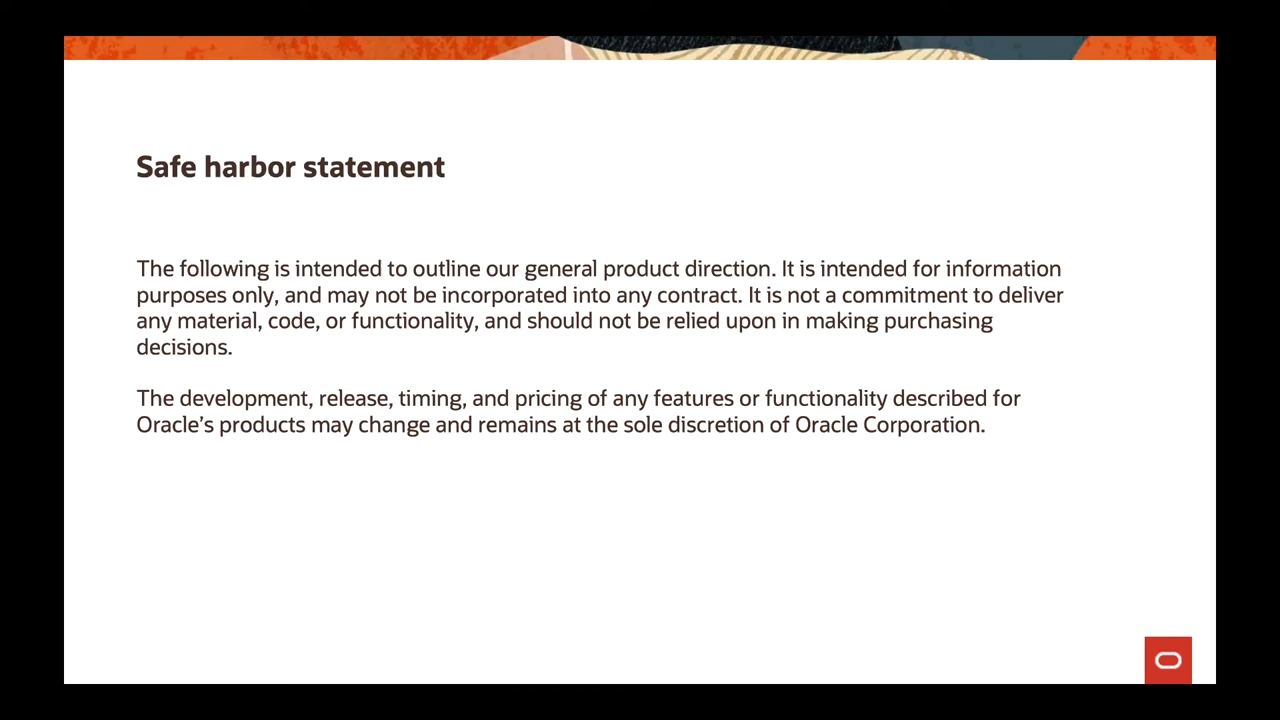 Safe harbor statement
The following is intended to outline our general product direction. It is intended for information
purposes only, and may not be incorporated into any contract. It is not a commitment to deliver
any material, code, or functionality, and should not be relied upon in making purchasing
decisions.
The development, release, timing, and pricing of any features or functionality described for
Oracle’s products may change and remains at the sole discretion of Oracle Corporation.